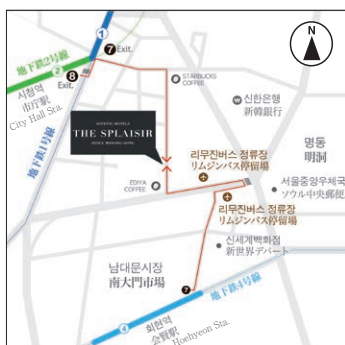 N
1
7
Exit.
地下鉄2号線
2
8
Exit.
시청역
市庁駅
City Hall Sta.
地下鉄1号線
STARBUCKS
COFFEE
신한은행
新韓銀行
THE SPLAISIR
EDIYA
COFFEE
명동
明洞
리무진버스 정류장
リムジンバス停留場
서울중앙우체국
ソウル中央郵便
리무진버스 정류장
リムジンバス停留場
신세계백화점
新世界デパート
남대문시장
南大門市場
7
地下鉄4号線
4
회현역
会賢駅
Hoehyeon Sta.